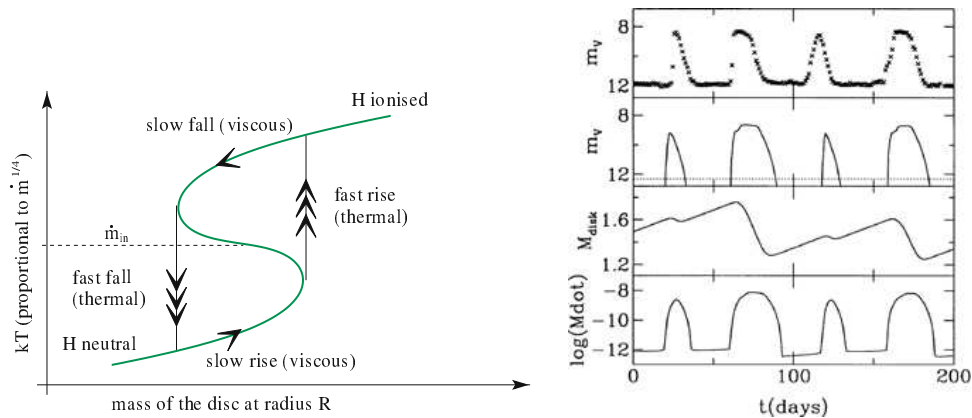 H ionised
slow fall (viscous)
fast rise
(thermal)
ṁin
fast fall
(thermal)
H neutral
slow rise (viscous)
kT (proportional to ṁ^1/4)
mass of the disc at radius R
8
12
mV
8
12
mV
1.6
1.2
Mdisk
-8
-10
-12
log(Mdot)
0
100
200
t(days)